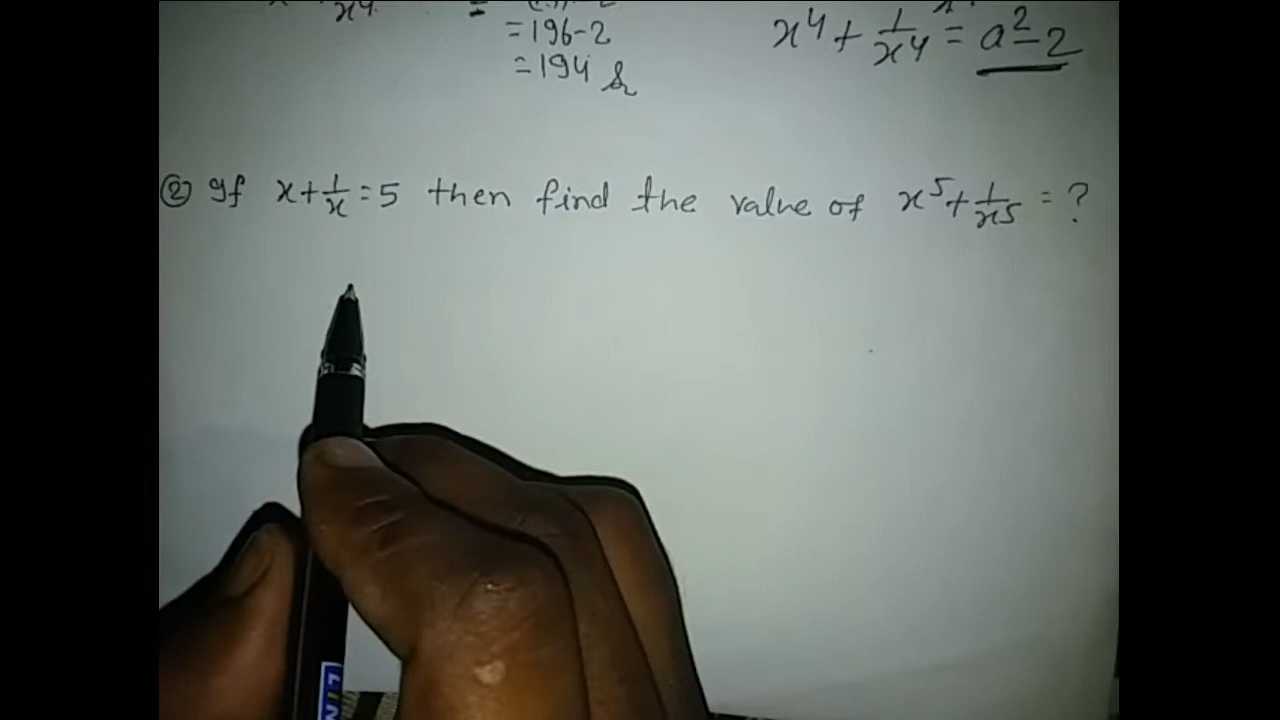 x⁴
=
=196-2
=194
x⁴+1/x⁴=a²-2
② If x+1/x=5 then find the value of x⁵+1/x⁵=?